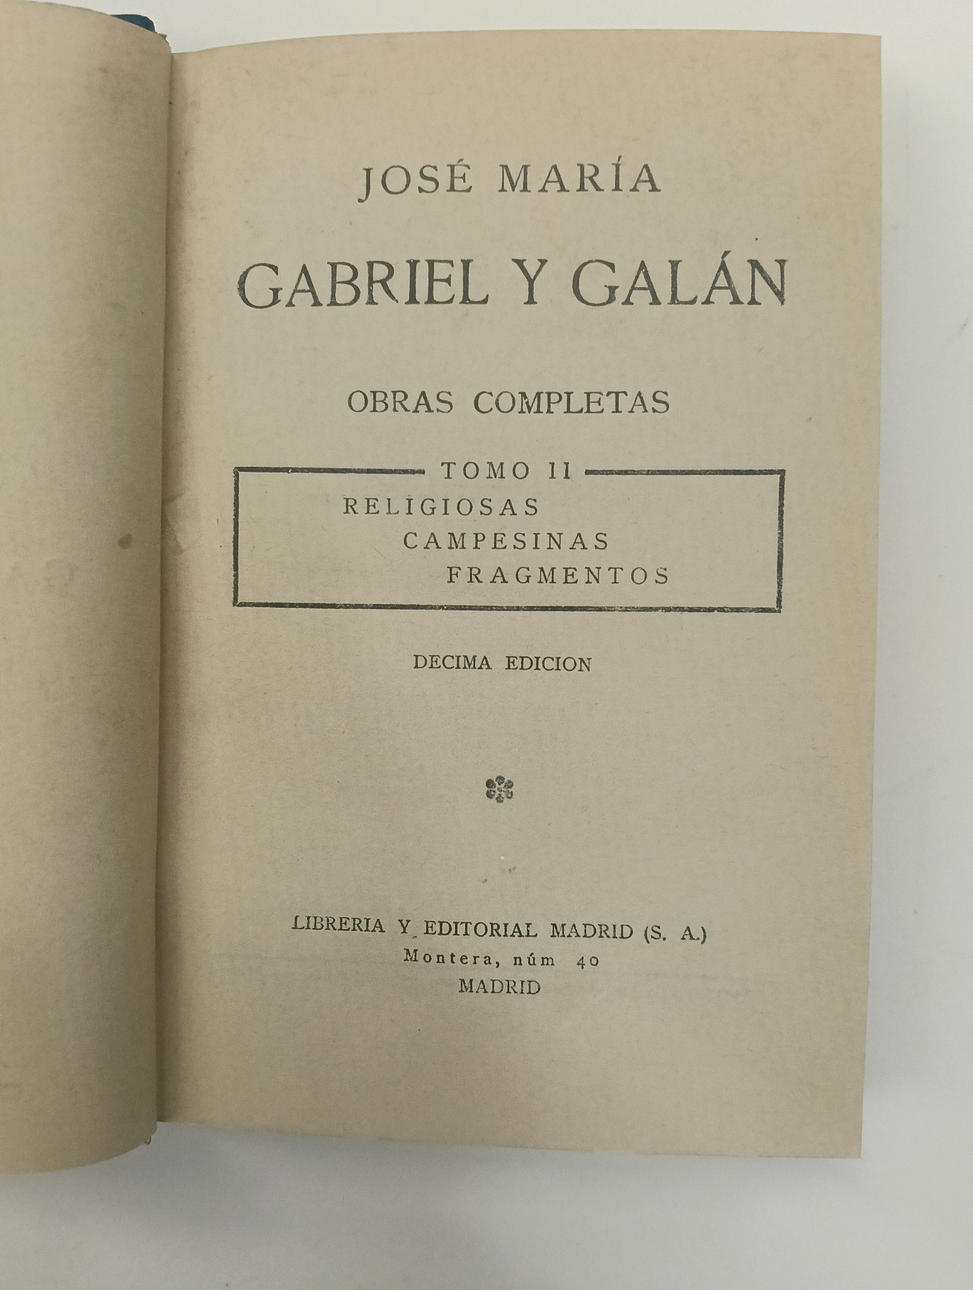 JOSÉ MARÍA
GABRIEL Y GALÁN
OBRAS COMPLETAS
TOMO II
RELIGIOSAS
CAMPESINAS
FRAGMENTOS
DECIMA EDICION
LIBRERIA Y EDITORIAL MADRID (S. A.)
Montera, núm 40
MADRID